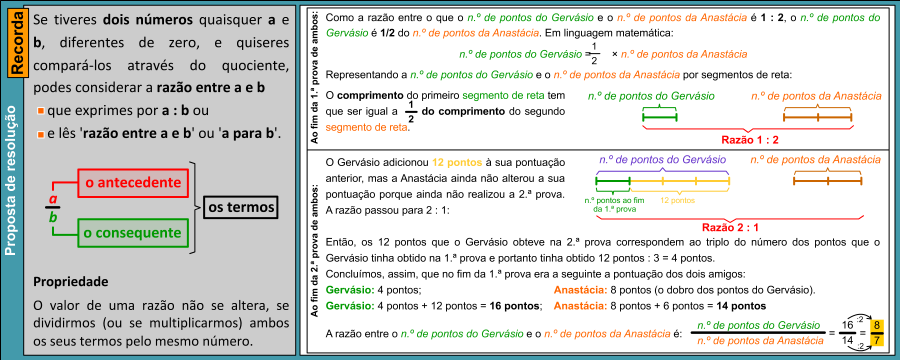 Proposta de resolução
Recorda
Se tiveres dois números quaisquer a e
b, diferentes de zero, e quiseres
compará-los através do quociente,
podes considerar a razão entre a e b
que exprimes por a : b ou
e lês 'razão entre a e b' ou 'a para b'.
a
b
o antecedente
o consequente
os termos
Propriedade
O valor de uma razão não se altera, se
dividirmos (ou se multiplicarmos) ambos
os seus termos pelo mesmo número.
Ao fim da 1.ª prova de ambos:
Como a razão entre o que o n.º de pontos do Gervásio e o n.º de pontos da Anastácia é 1 : 2, o n.º de pontos do
Gervásio é 1/2 do n.º de pontos da Anastácia. Em linguagem matemática:
n.º de pontos do Gervásio = 1/2 × n.º de pontos da Anastácia
Representando a n.º de pontos do Gervásio e o n.º de pontos da Anastácia por segmentos de reta:
O comprimento do primeiro segmento de reta tem
que ser igual a 1/2 do comprimento do segundo
segmento de reta.
n.º de pontos do Gervásio
n.º de pontos da Anastácia
Razão 1 : 2
Ao fim da 2.ª prova de ambos:
O Gervásio adicionou 12 pontos à sua pontuação
anterior, mas a Anastácia ainda não alterou a sua
pontuação porque ainda não realizou a 2.ª prova.
A razão passou para 2 : 1:
n.º de pontos do Gervásio
n.º de pontos da Anastácia
n.º pontos ao fim
da 1.ª prova
12 pontos
Razão 2 : 1
Então, os 12 pontos que o Gervásio obteve na 2.ª prova correspondem ao triplo do número dos pontos que o
Gervásio tinha obtido na 1.ª prova e portanto tinha obtido 12 pontos : 3 = 4 pontos.
Concluímos, assim, que no fim da 1.ª prova era a seguinte a pontuação dos dois amigos:
Gervásio: 4 pontos; Anastácia: 8 pontos (o dobro dos pontos do Gervásio).
Gervásio: 4 pontos + 12 pontos = 16 pontos; Anastácia: 8 pontos + 6 pontos = 14 pontos
A razão entre o n.º de pontos do Gervásio e o n.º de pontos da Anastácia é: n.º de pontos do Gervásio / n.º de pontos da Anastácia = 16/14 = 8/7
:2
:2